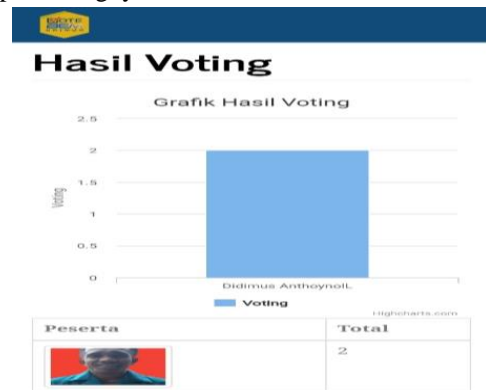 Hasil Voting
Grafik Hasil Voting
2.5
2
1.5
1
0.5
0
Voting
Didimus AnthoynolL.
Voting
Highcharts.com
Peserta Total
2